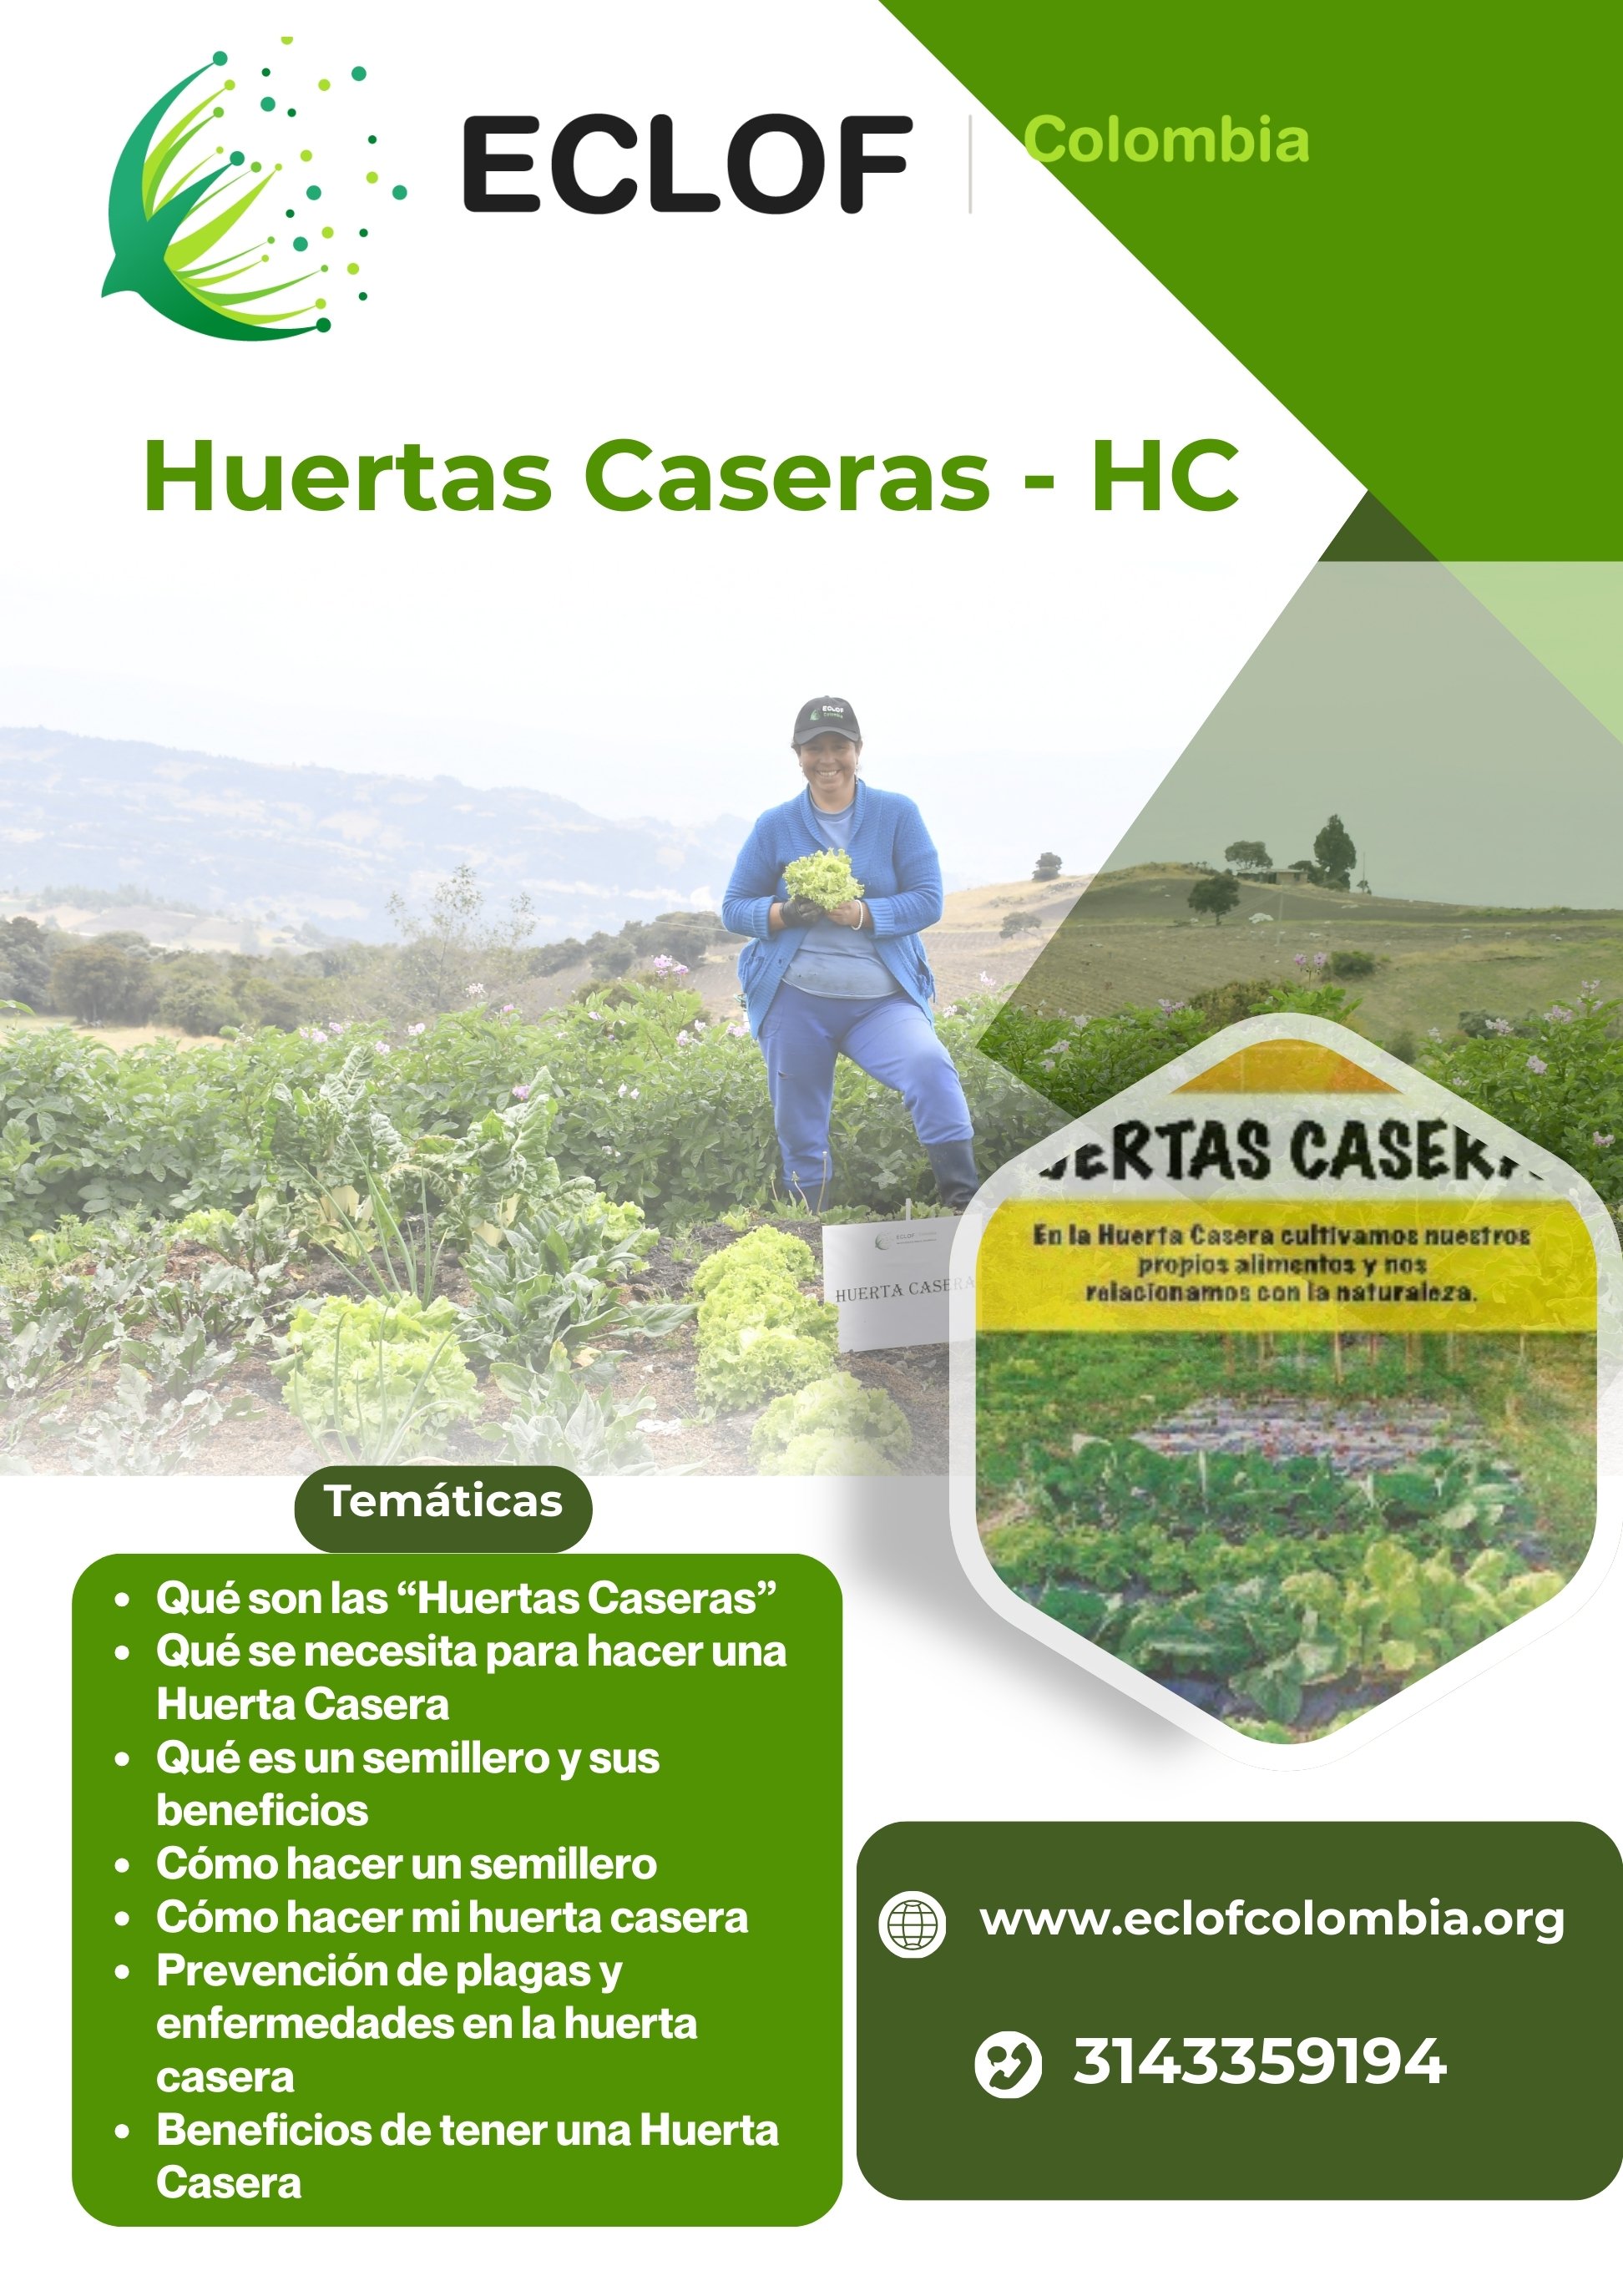 ECLOF
Colombia
Huertas Caseras - HC
ECLOF
Colombia
ECLOF
HUERTA CASERA
ERTAS CASER
En la Huerta Casera cultivamos nuestros
propios alimentos y nos
relacionamos con la naturaleza.
Temáticas
• Qué son las “Huertas Caseras”
• Qué se necesita para hacer una
Huerta Casera
• Qué es un semillero y sus
beneficios
• Cómo hacer un semillero
• Cómo hacer mi huerta casera
• Prevención de plagas y
enfermedades en la huerta
casera
• Beneficios de tener una Huerta
Casera
www.eclofcolombia.org
3143359194